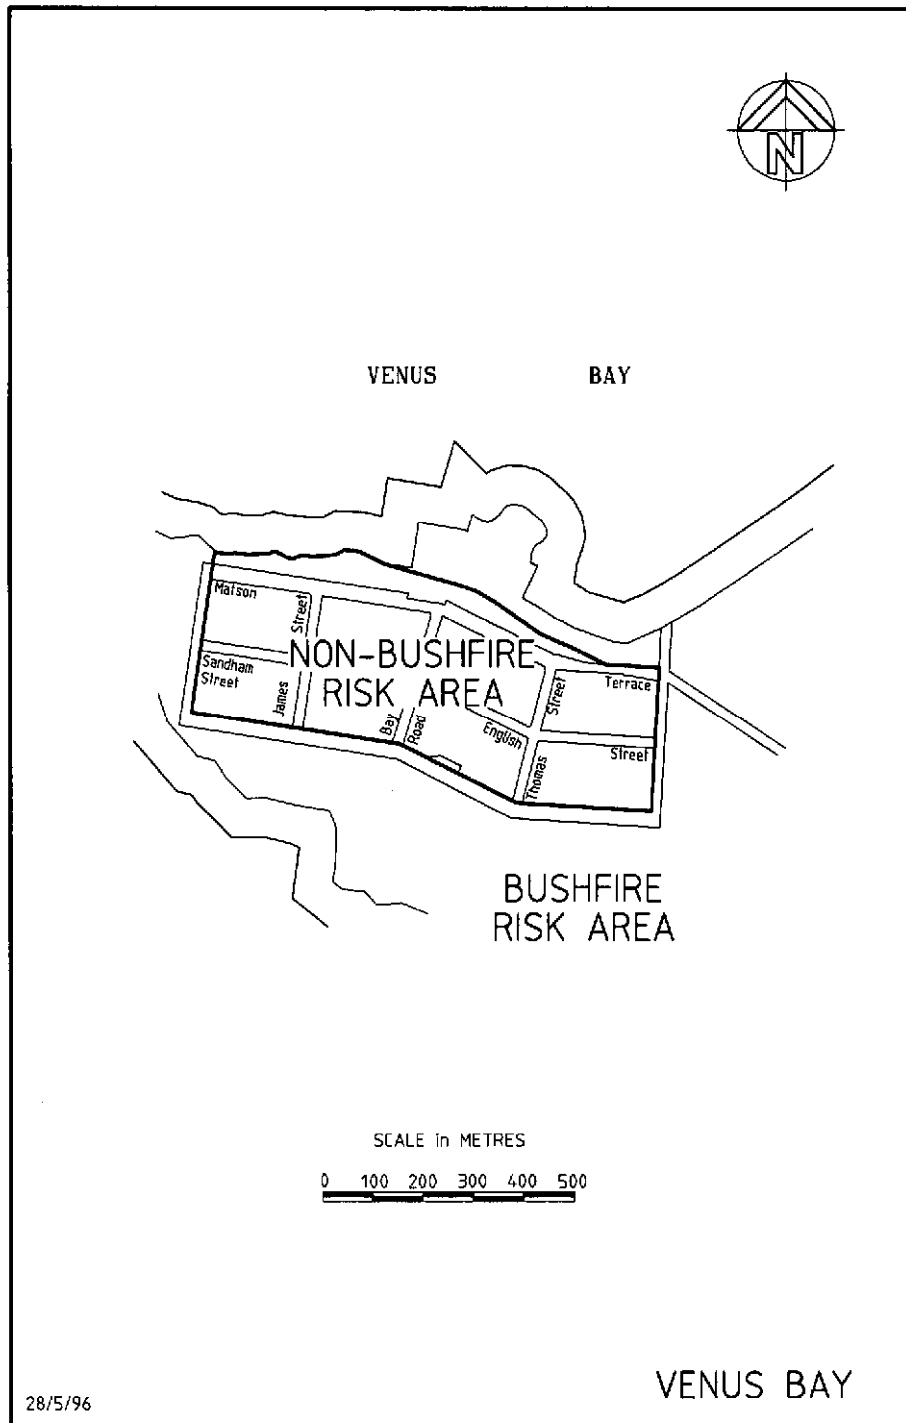 N
VENUS BAY
Matson
Street
NON-BUSHFIRE
RISK AREA
Sandham
Street
James
Bay
Road
English
Street
Terrace
Street
Thomas
BUSHFIRE
RISK AREA
SCALE in METRES
0 100 200 300 400 500
VENUS BAY
28/5/96